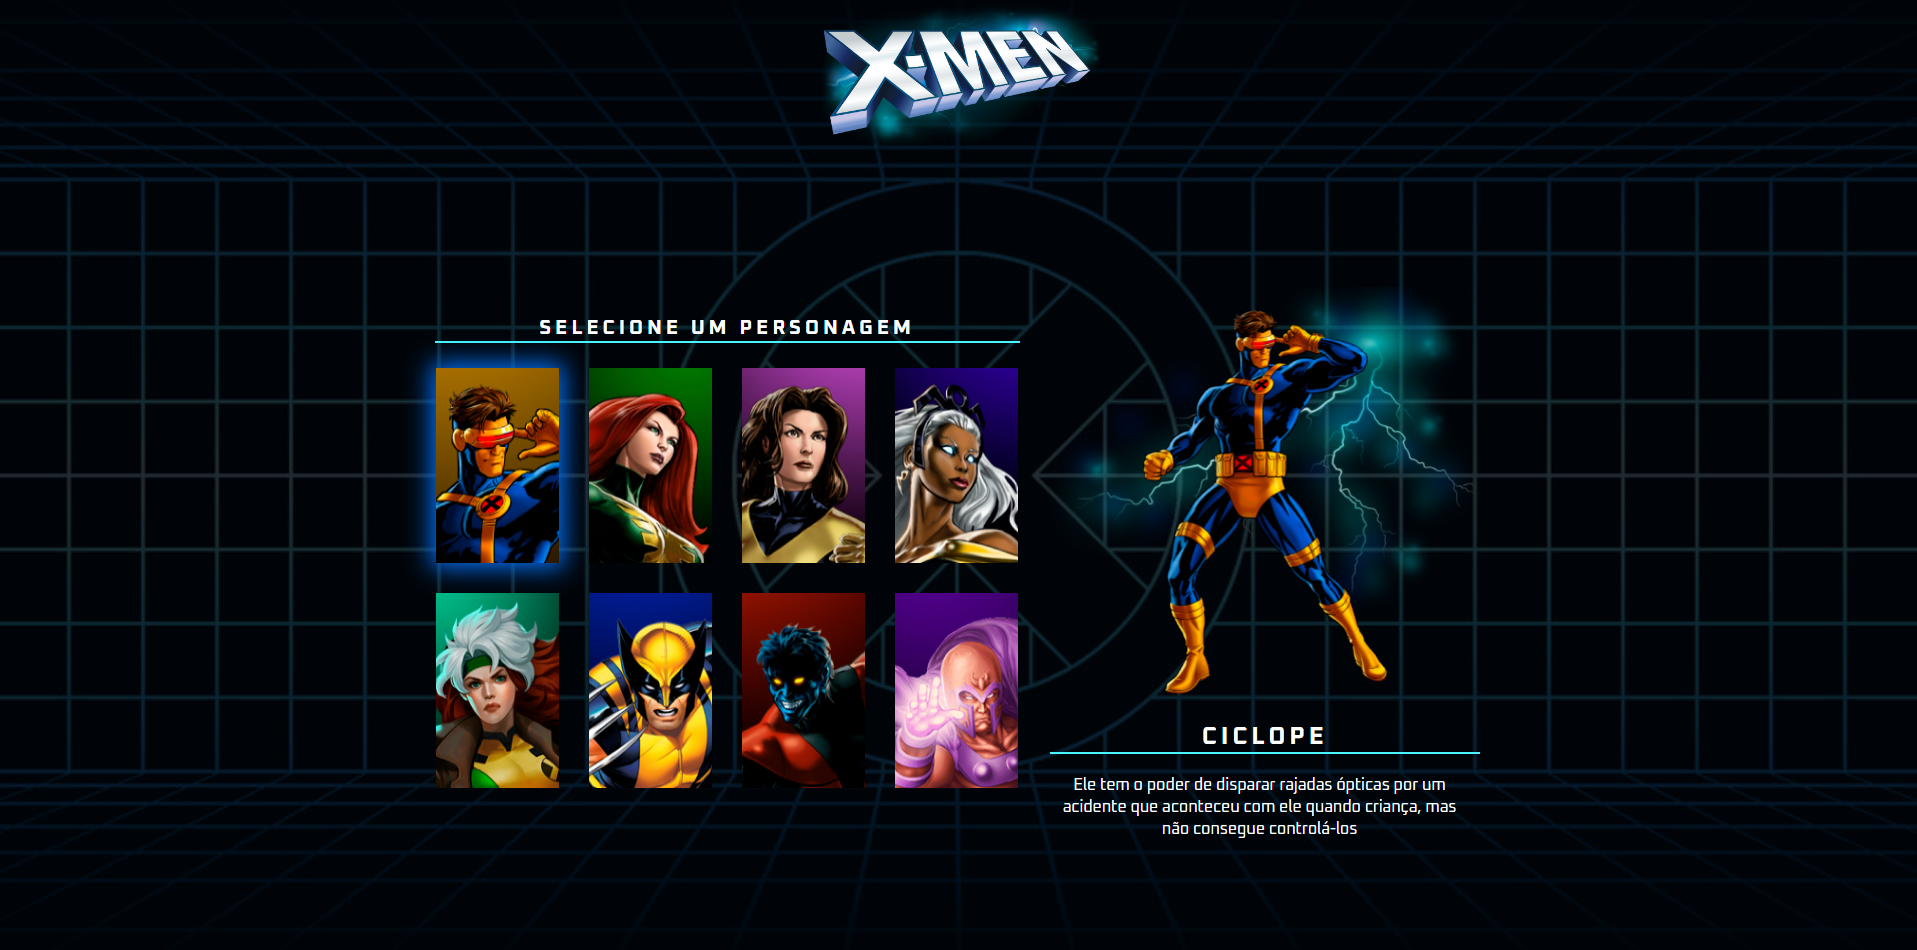 X-MEN
SELECIONE UM PERSONAGEM
CICLOPE
Ele tem o poder de disparar rajadas ópticas por um
acidente que aconteceu com ele quando criança, mas
não consegue controlá-los